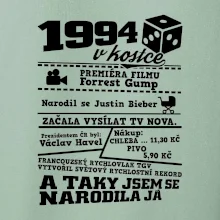 1994
v kostce
PREMIÉRA FILMU
Forrest Gump
Narodil se Justin Bieber
ZAČALA VYSÍLAT TV NOVA.
Prezidentem ČR byl:
Václav Havel
Nákup:
CHLEBA ... 11,30 KČ
PIVO
5,90 KČ
FRANCOUZSKÝ RYCHLOVLAK TGV
VYTVOŘIL SVĚTOVÝ RYCHLOSTNÍ REKORD
A TAKY JSEM SE
NARODILA JÁ